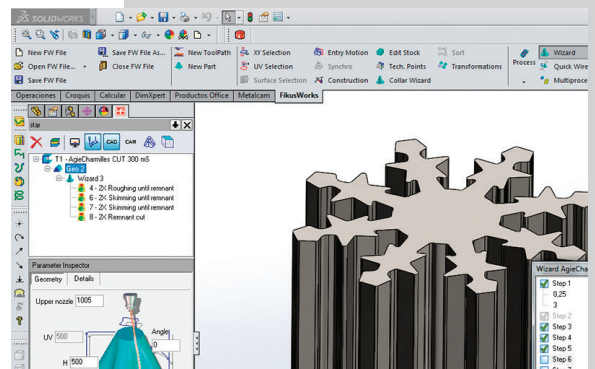 SOLIDWORKS
New FW File
Save FW File As...
New ToolPath
XY Selection
Entry Motion
Edit Stock
Sort
Wizard
Open FW File...
Close FW File
New Part
UV Selection
Synchro
Tech. Points
Transformations
Process
Quick Wire
Save FW File
Surface Selection
Construction
Collar Wizard
Multiproce
Operaciones
Croquis
Calcular
DimXpert
Productos Office
Metalcam
FikusWorks
star
CAD
CAM
T1 - AgieCharmilles CUT 300 mS
Geo 2
Wizard 3
4 - 2X Roughing until remnant
6 - 2X Skimming until remnant
7 - 2X Skimming until remnant
8 - 2X Remnant cut
Parameter Inspector
Geometry
Details
Upper nozzle 1005
UV 500
Angle
0
H 500
Wizard AgieCha
Step 1
0,25
3
Step 2
Step 3
Step 4
Step 5
Step 6